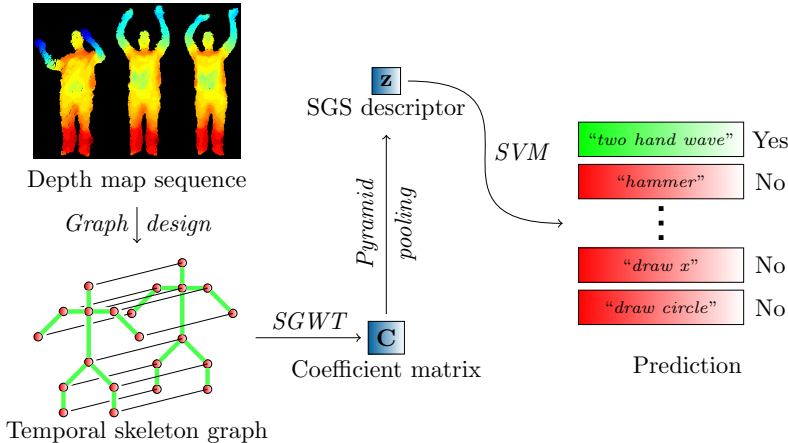 Depth map sequence
Graph design
Temporal skeleton graph
SGWT
C
Coefficient matrix
Pyramid
pooling
z
SGS descriptor
SVM
“two hand wave” Yes
“hammer” No
“draw x” No
“draw circle” No
Prediction